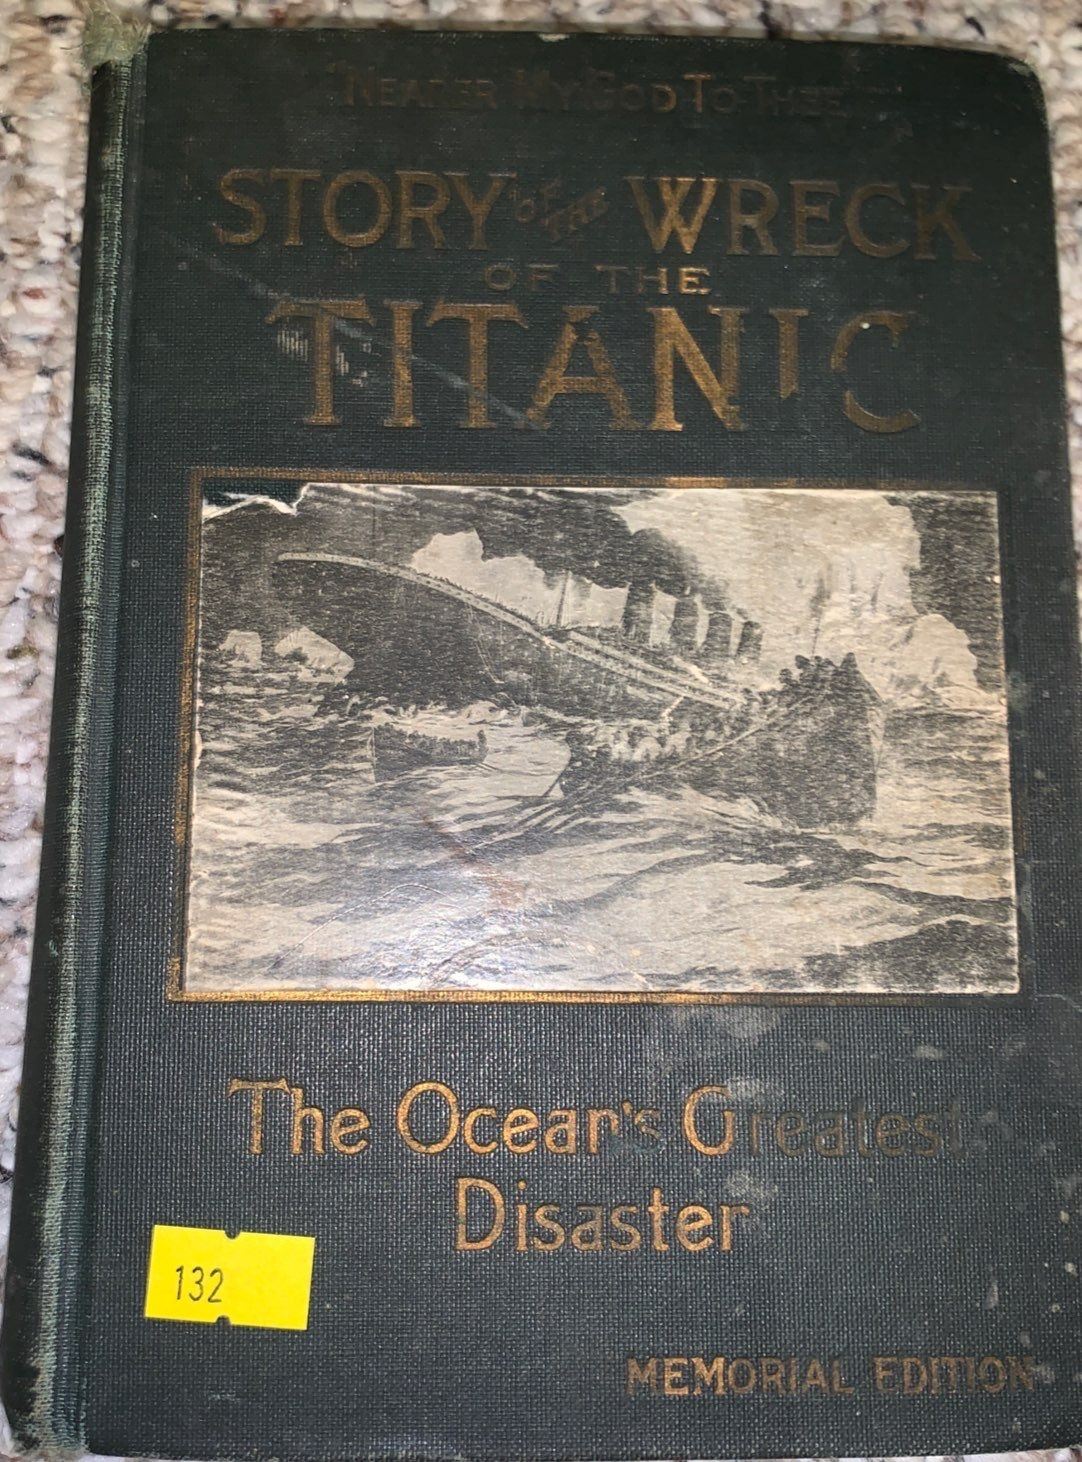 "NEARER MY GOD TO THEE"
STORY OF THE WRECK
OF THE
TITANIC
The Ocean's Greatest
Disaster
132
MEMORIAL EDITION